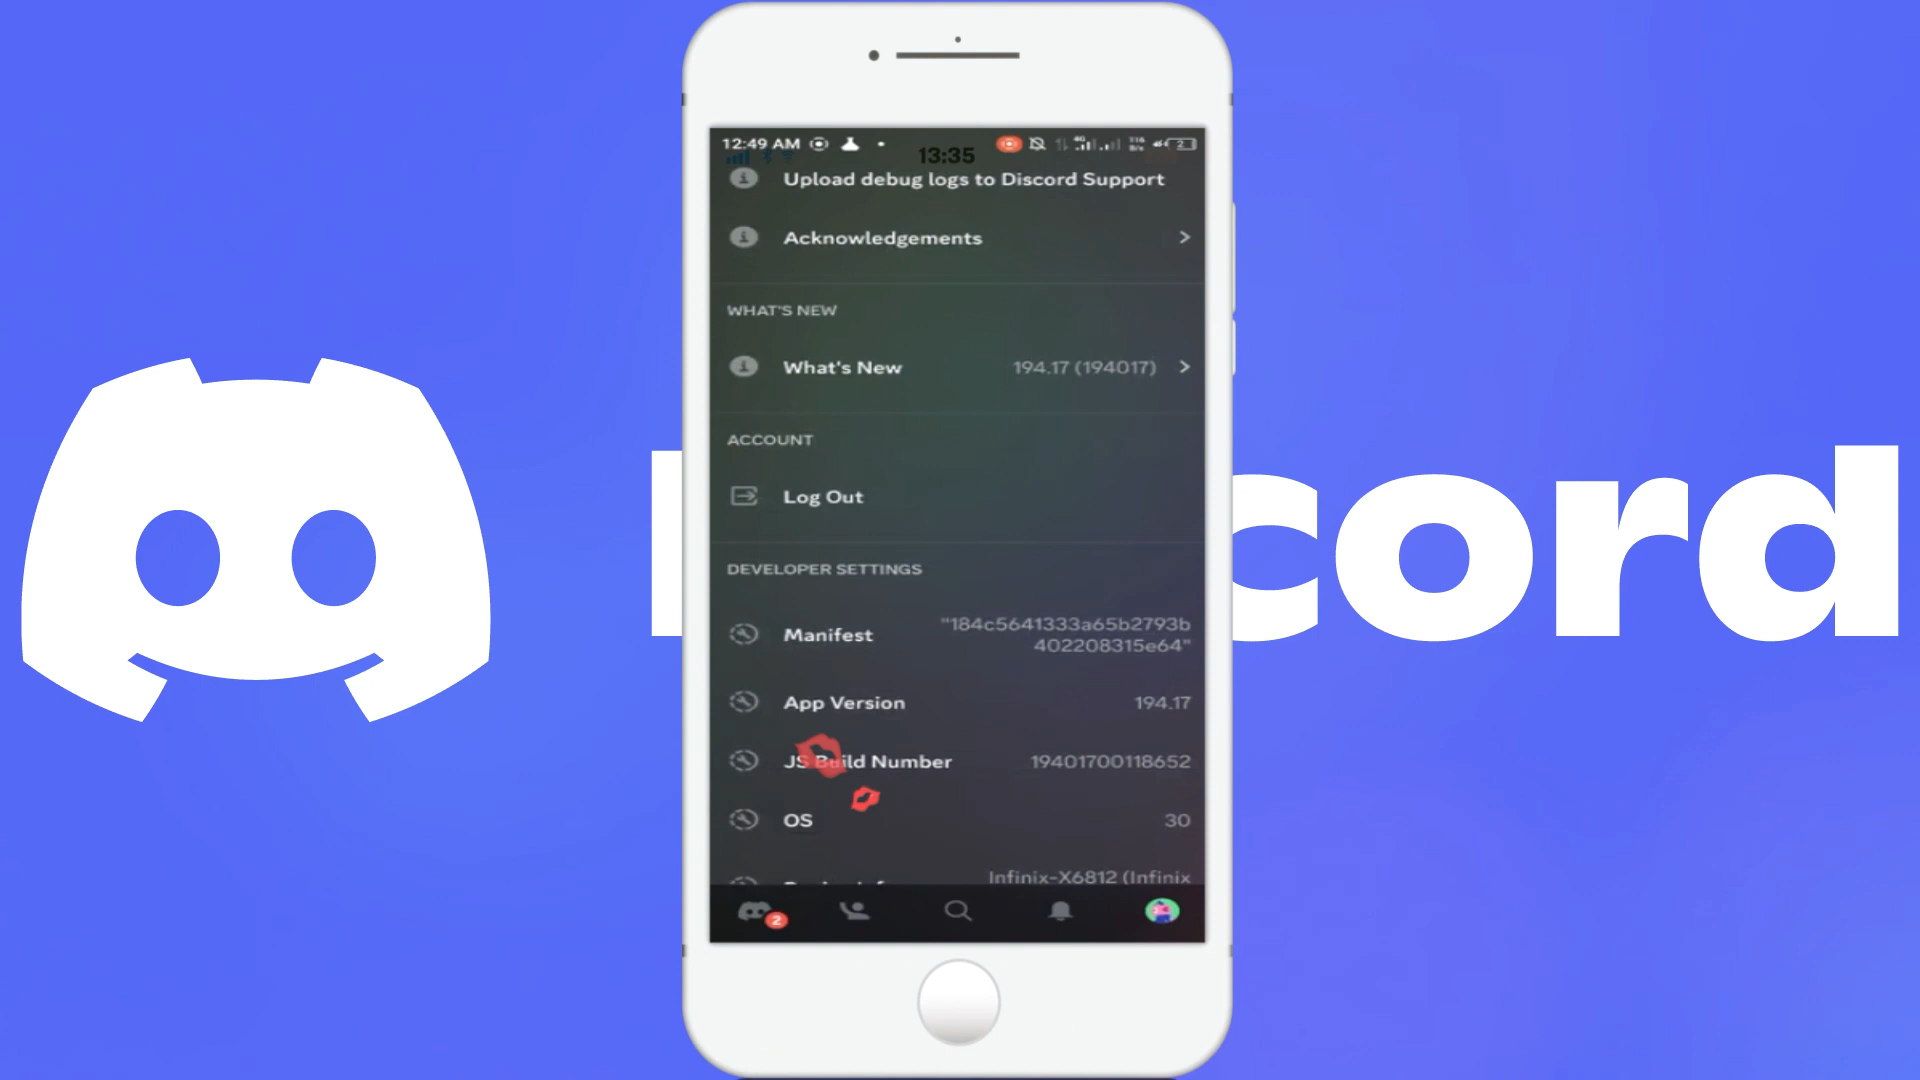 12:49 AM
13:35
Upload debug logs to Discord Support
Acknowledgements
WHAT'S NEW
What's New 194.17 (194017)
ACCOUNT
Log Out
DEVELOPER SETTINGS
Manifest "184c5641333a65b2793b
402208315e64"
App Version 194.17
JS Build Number 19401700118652
OS 30
Infinix-X6812 (Infinix
2
cord